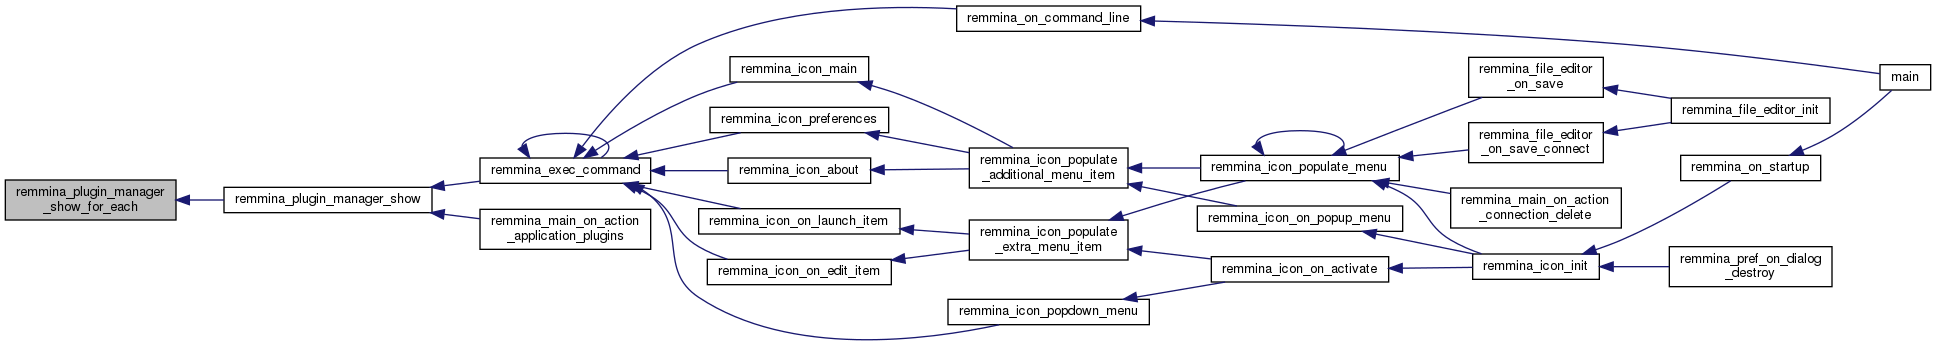 remmina_plugin_manager
_show_for_each
remmina_plugin_manager_show
remmina_exec_command
remmina_main_on_action
_application_plugins
remmina_on_command_line
remmina_icon_main
remmina_icon_preferences
remmina_icon_about
remmina_icon_on_launch_item
remmina_icon_on_edit_item
remmina_icon_popdown_menu
remmina_icon_populate
_additional_menu_item
remmina_icon_populate
_extra_menu_item
remmina_icon_populate_menu
remmina_icon_on_popup_menu
remmina_icon_on_activate
remmina_file_editor
_on_save
remmina_file_editor
_on_save_connect
remmina_main_on_action
_connection_delete
remmina_icon_init
remmina_file_editor_init
remmina_on_startup
remmina_pref_on_dialog
_destroy
main